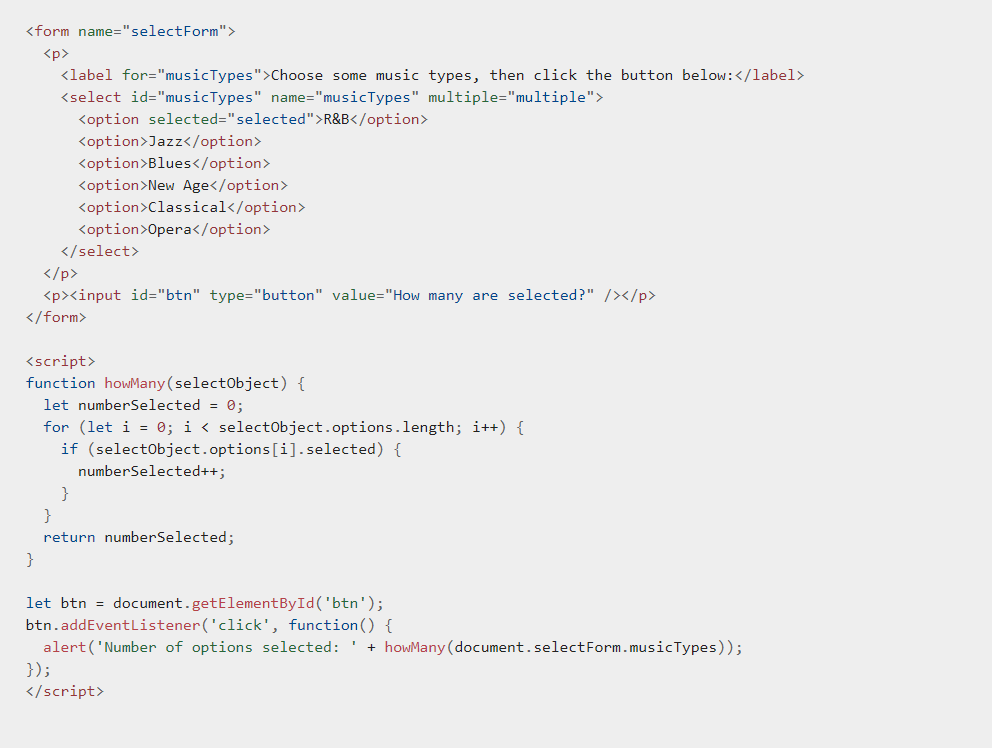 <form name="selectForm">
  <p>
    <label for="musicTypes">Choose some music types, then click the button below:</label>
    <select id="musicTypes" name="musicTypes" multiple="multiple">
      <option selected="selected">R&B</option>
      <option>Jazz</option>
      <option>Blues</option>
      <option>New Age</option>
      <option>Classical</option>
      <option>Opera</option>
    </select>
  </p>
  <p><input id="btn" type="button" value="How many are selected?" /></p>
</form>

<script>
function howMany(selectObject) {
  let numberSelected = 0;
  for (let i = 0; i < selectObject.options.length; i++) {
    if (selectObject.options[i].selected) {
      numberSelected++;
    }
  }
  return numberSelected;
}

let btn = document.getElementById('btn');
btn.addEventListener('click', function() {
  alert('Number of options selected: ' + howMany(document.selectForm.musicTypes));
});
</script>